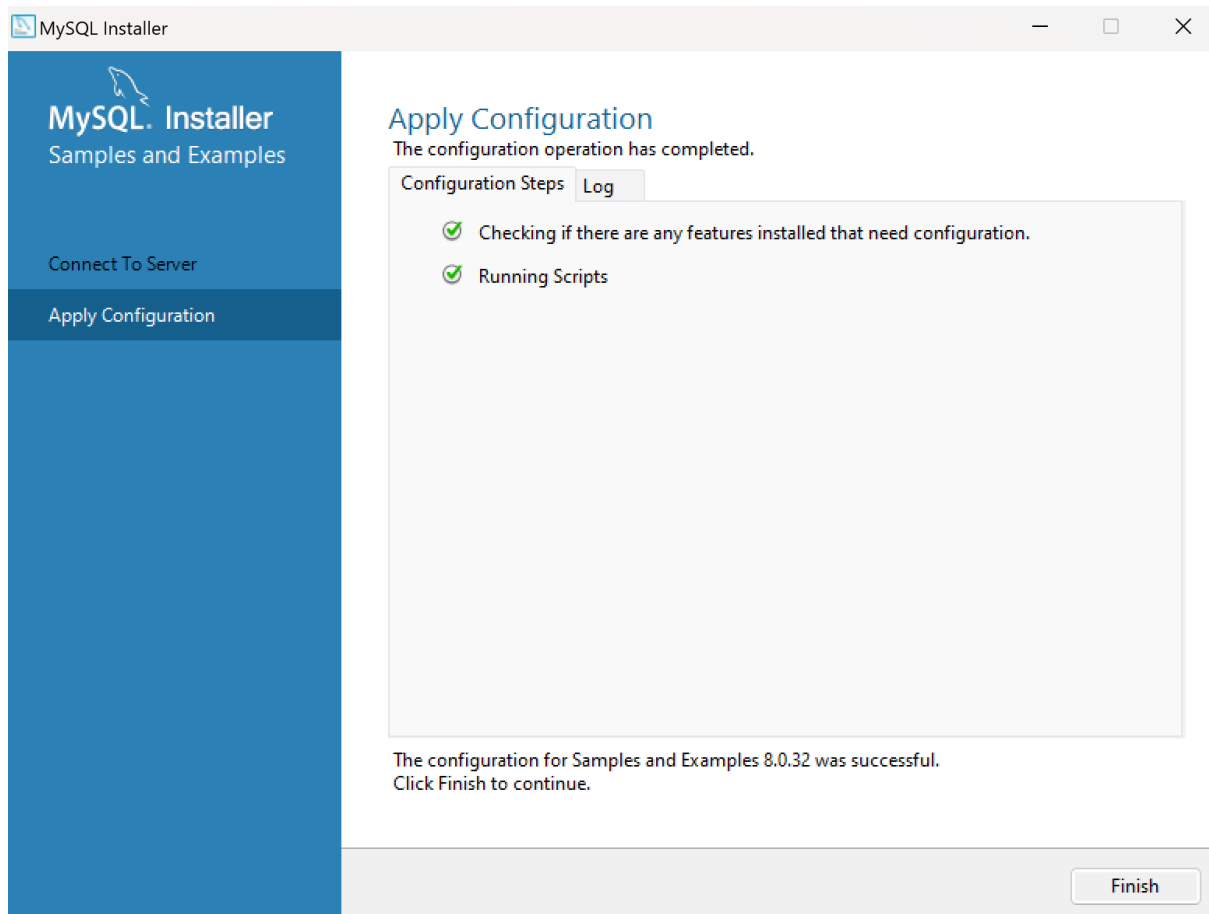 MySQL Installer
MySQL. Installer
Samples and Examples
Connect To Server
Apply Configuration
Apply Configuration
The configuration operation has completed.
Configuration Steps
Log
Checking if there are any features installed that need configuration.
Running Scripts
The configuration for Samples and Examples 8.0.32 was successful.
Click Finish to continue.
Finish